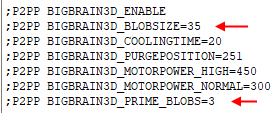 ;P2PP BIGBRAIN3D_ENABLE
;P2PP BIGBRAIN3D_BLOBSIZE=35
;P2PP BIGBRAIN3D_COOLINGTIME=20
;P2PP BIGBRAIN3D_PURGEPOSITION=251
;P2PP BIGBRAIN3D_MOTORPOWER_HIGH=450
;P2PP BIGBRAIN3D_MOTORPOWER_NORMAL=300
;P2PP BIGBRAIN3D_PRIME_BLOBS=3